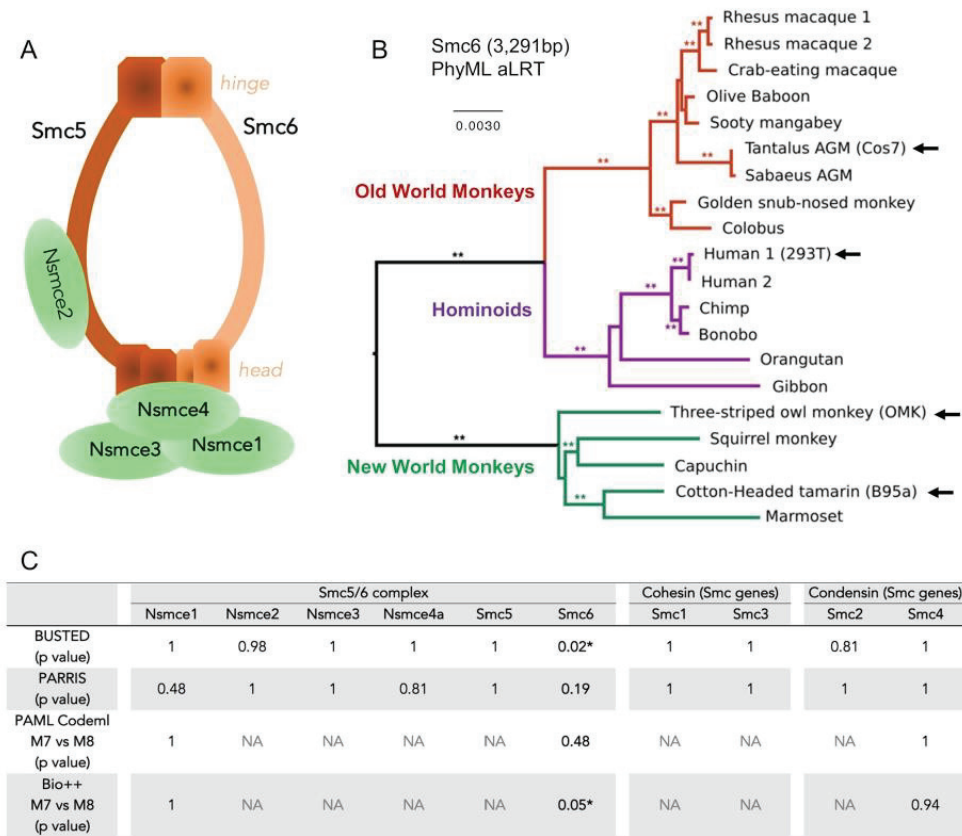 A
hinge
Smc5
Smc6
Nsmce2
head
Nsmce4
Nsmce3
Nsmce1
B
Smc6 (3,291bp)
PhyML aLRT
0.0030
Old World Monkeys
Hominoids
New World Monkeys
**
**
**
**
**
**
**
**
**
**
**
**
**
Rhesus macaque 1
Rhesus macaque 2
Crab-eating macaque
Olive Baboon
Sooty mangabey
Tantalus AGM (Cos7)
Sabaeus AGM
Golden snub-nosed monkey
Colobus
Human 1 (293T)
Human 2
Chimp
Bonobo
Orangutan
Gibbon
Three-striped owl monkey (OMK)
Squirrel monkey
Capuchin
Cotton-Headed tamarin (B95a)
Marmoset
C
Smc5/6 complex Cohesin (Smc genes) Condensin (Smc genes)
Nsmce1 Nsmce2 Nsmce3 Nsmce4a Smc5 Smc6 Smc1 Smc3 Smc2 Smc4
BUSTED
(p value) 1 0.98 1 1 1 0.02* 1 1 0.81 1
PARRIS
(p value) 0.48 1 1 0.81 1 0.19 1 1 1 1
PAML Codeml
M7 vs M8 1 NA NA NA NA 0.48 NA NA NA 1
(p value)
Bio++
M7 vs M8 1 NA NA NA NA 0.05* NA NA NA 0.94
(p value)